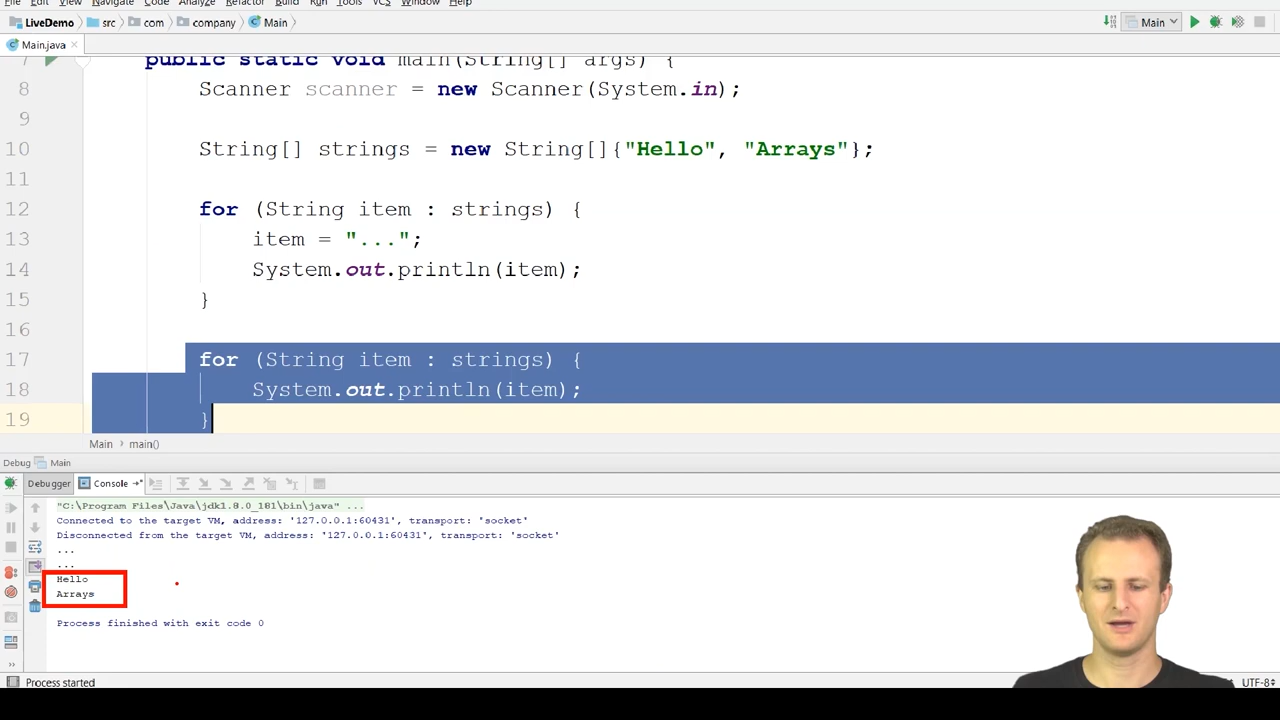 File Edit View Navigate Code Analyze Refactor Build Run Tools VCS Window Help
LiveDemo src com company Main Main
Main.java
7 public static void main(String[] args) {
8 Scanner scanner = new Scanner(System.in);
9
10 String[] strings = new String[]{"Hello", "Arrays"};
11
12 for (String item : strings) {
13 item = "...";
14 System.out.println(item);
15 }
16
17 for (String item : strings) {
18 System.out.println(item);
19 }
Main main()
Debug Main
Debugger Console
"C:\Program Files\Java\jdk1.8.0_181\bin\java" ...
Connected to the target VM, address: '127.0.0.1:60431', transport: 'socket'
Disconnected from the target VM, address: '127.0.0.1:60431', transport: 'socket'
...
...
Hello
Arrays
Process finished with exit code 0
Process started UTF-8